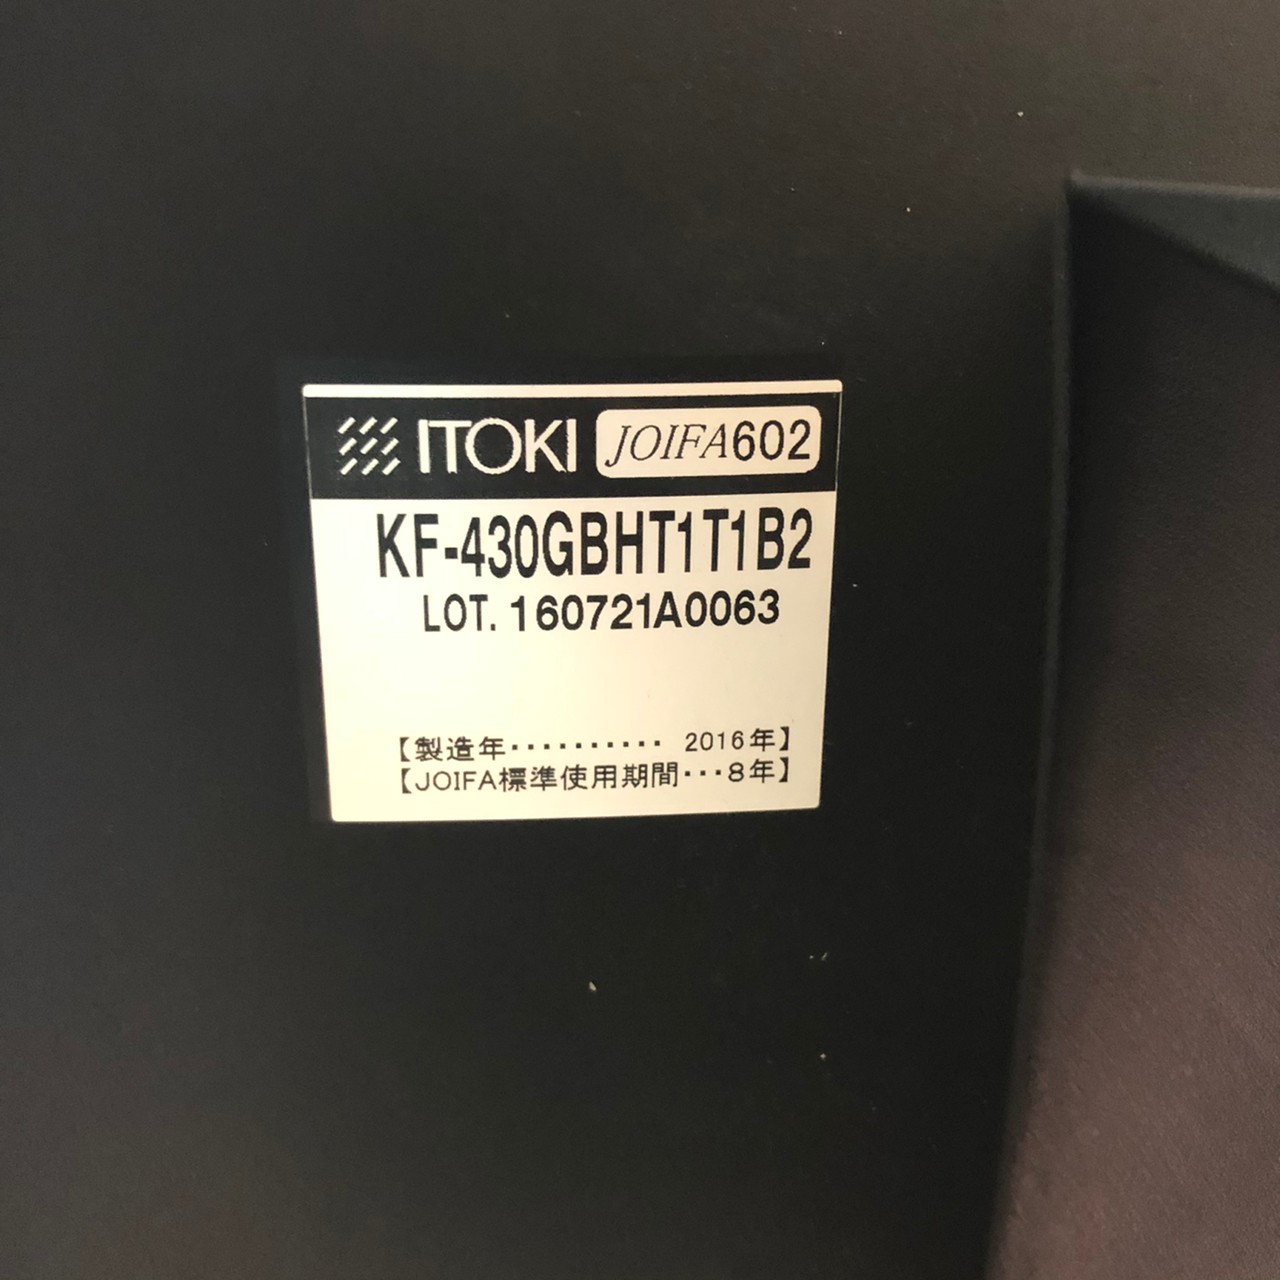 ITOKI JOIFA602
KF-430GBHT1T1B2
LOT. 160721A0063
【製造年‥‥‥‥‥ 2016年】
【JOIFA標準使用期間…8年】